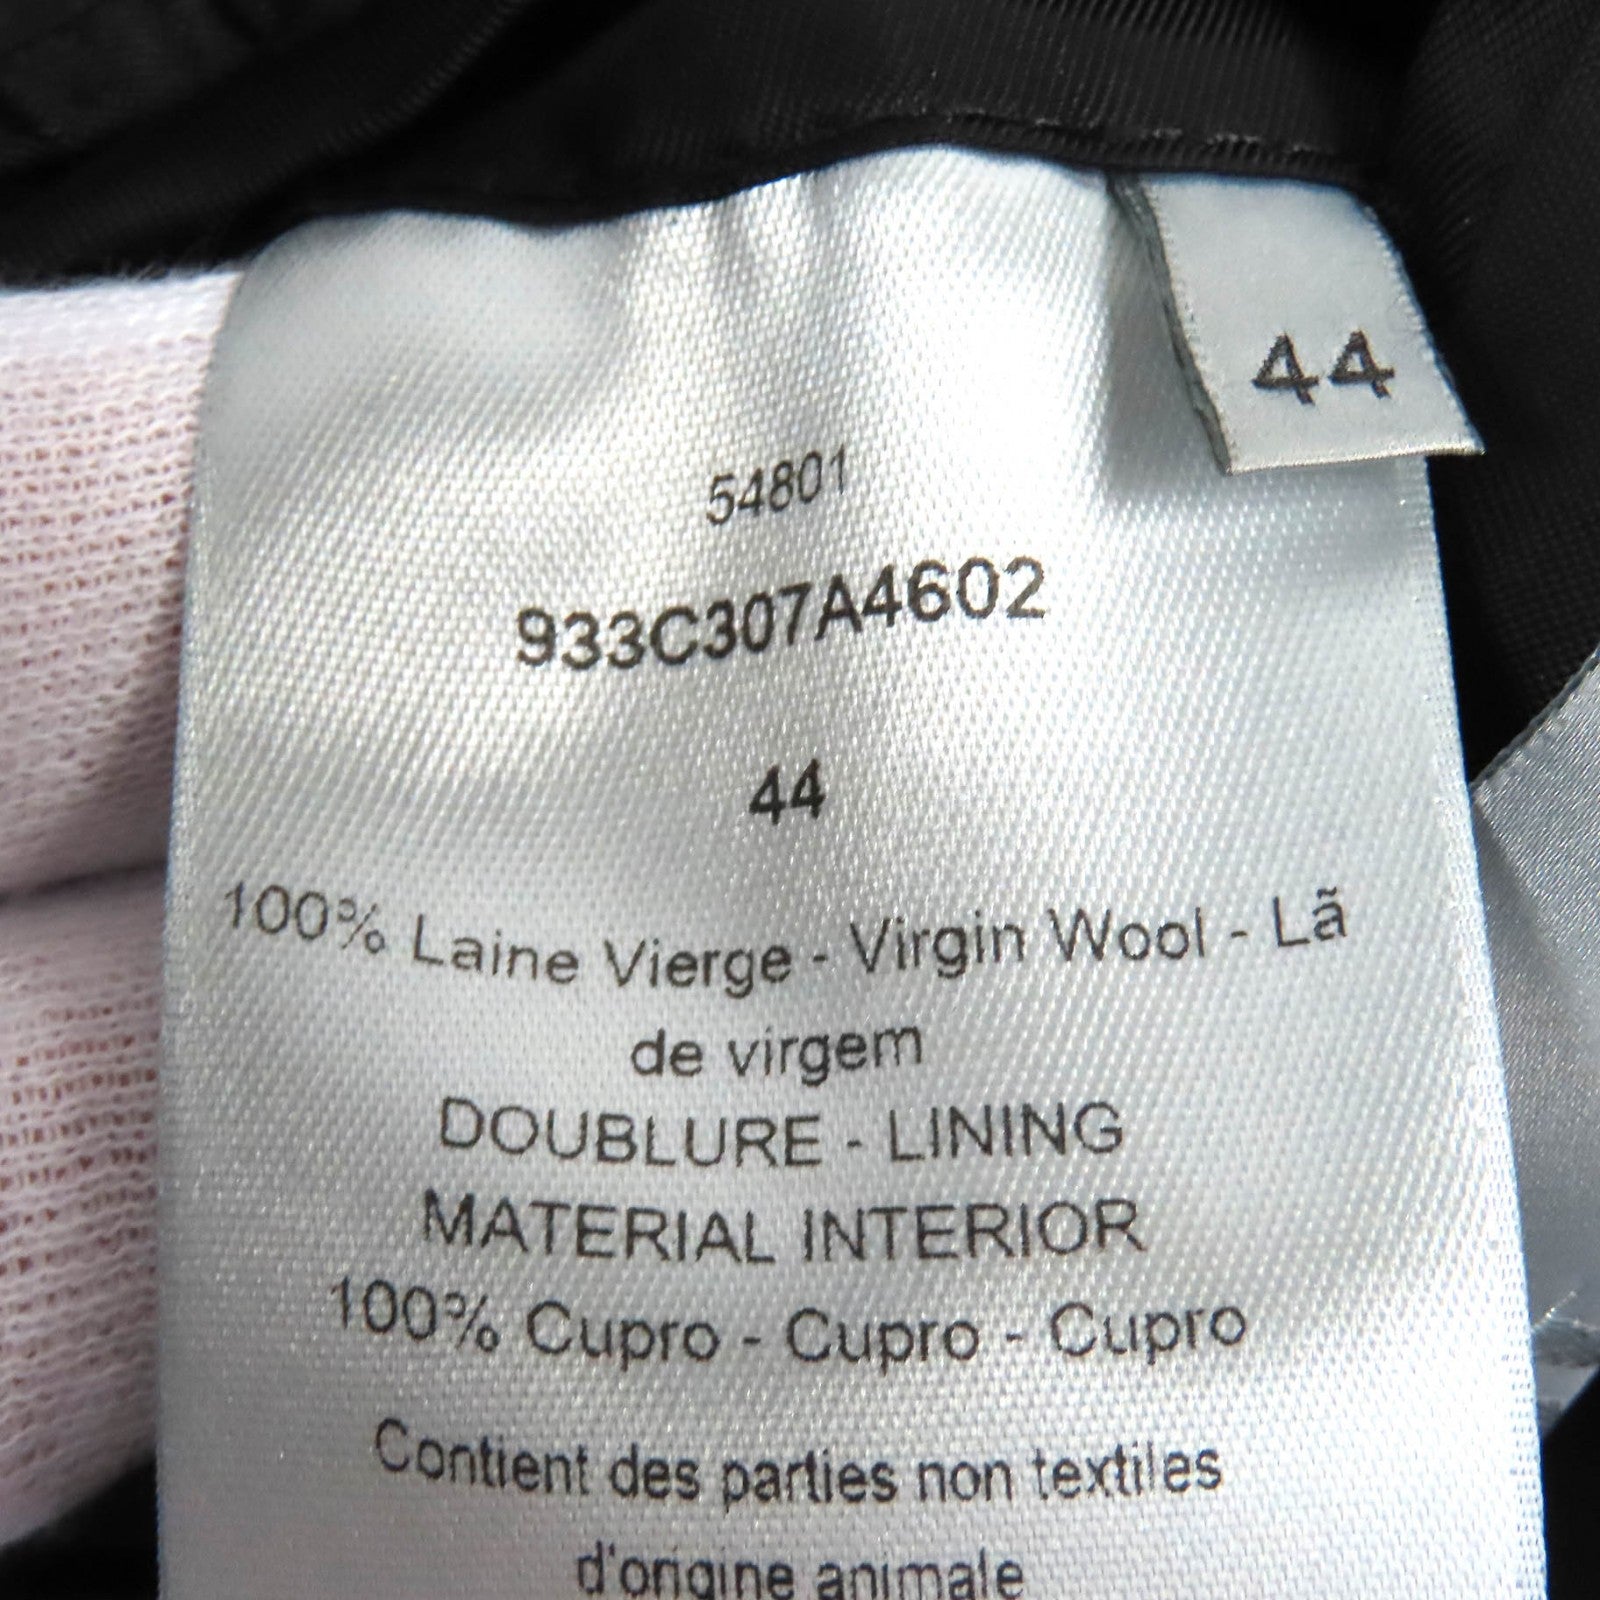 44
54801
933C307A4602
44
100% Laine Vierge - Virgin Wool - Lã
de virgem
DOUBLURE - LINING
MATERIAL INTERIOR
100% Cupro - Cupro - Cupro
Contient des parties non textiles
d'origine animale